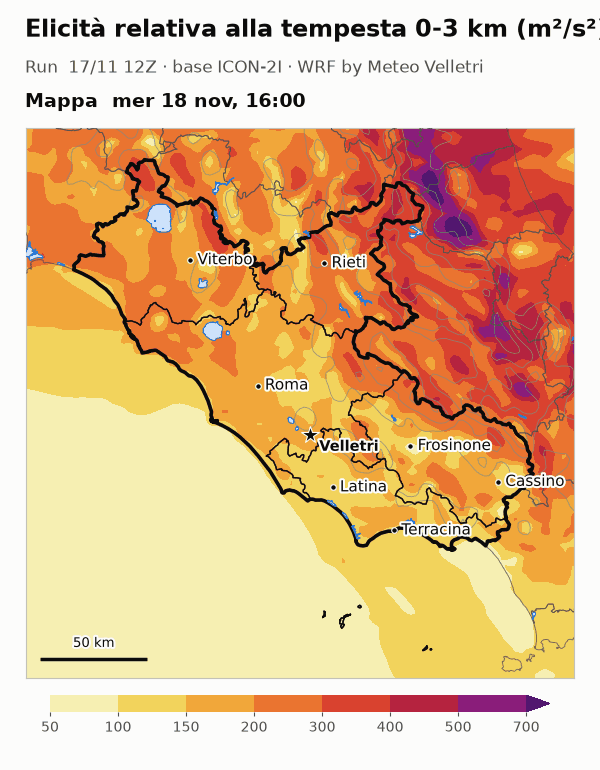 Elicità relativa alla tempesta 0-3 km (m²/s²)
Run 17/11 12Z · base ICON-2I · WRF by Meteo Velletri
Mappa mer 18 nov, 16:00
Viterbo
Rieti
Roma
Velletri
Frosinone
Latina
Cassino
Terracina
50 km
50 100 150 200 300 400 500 700